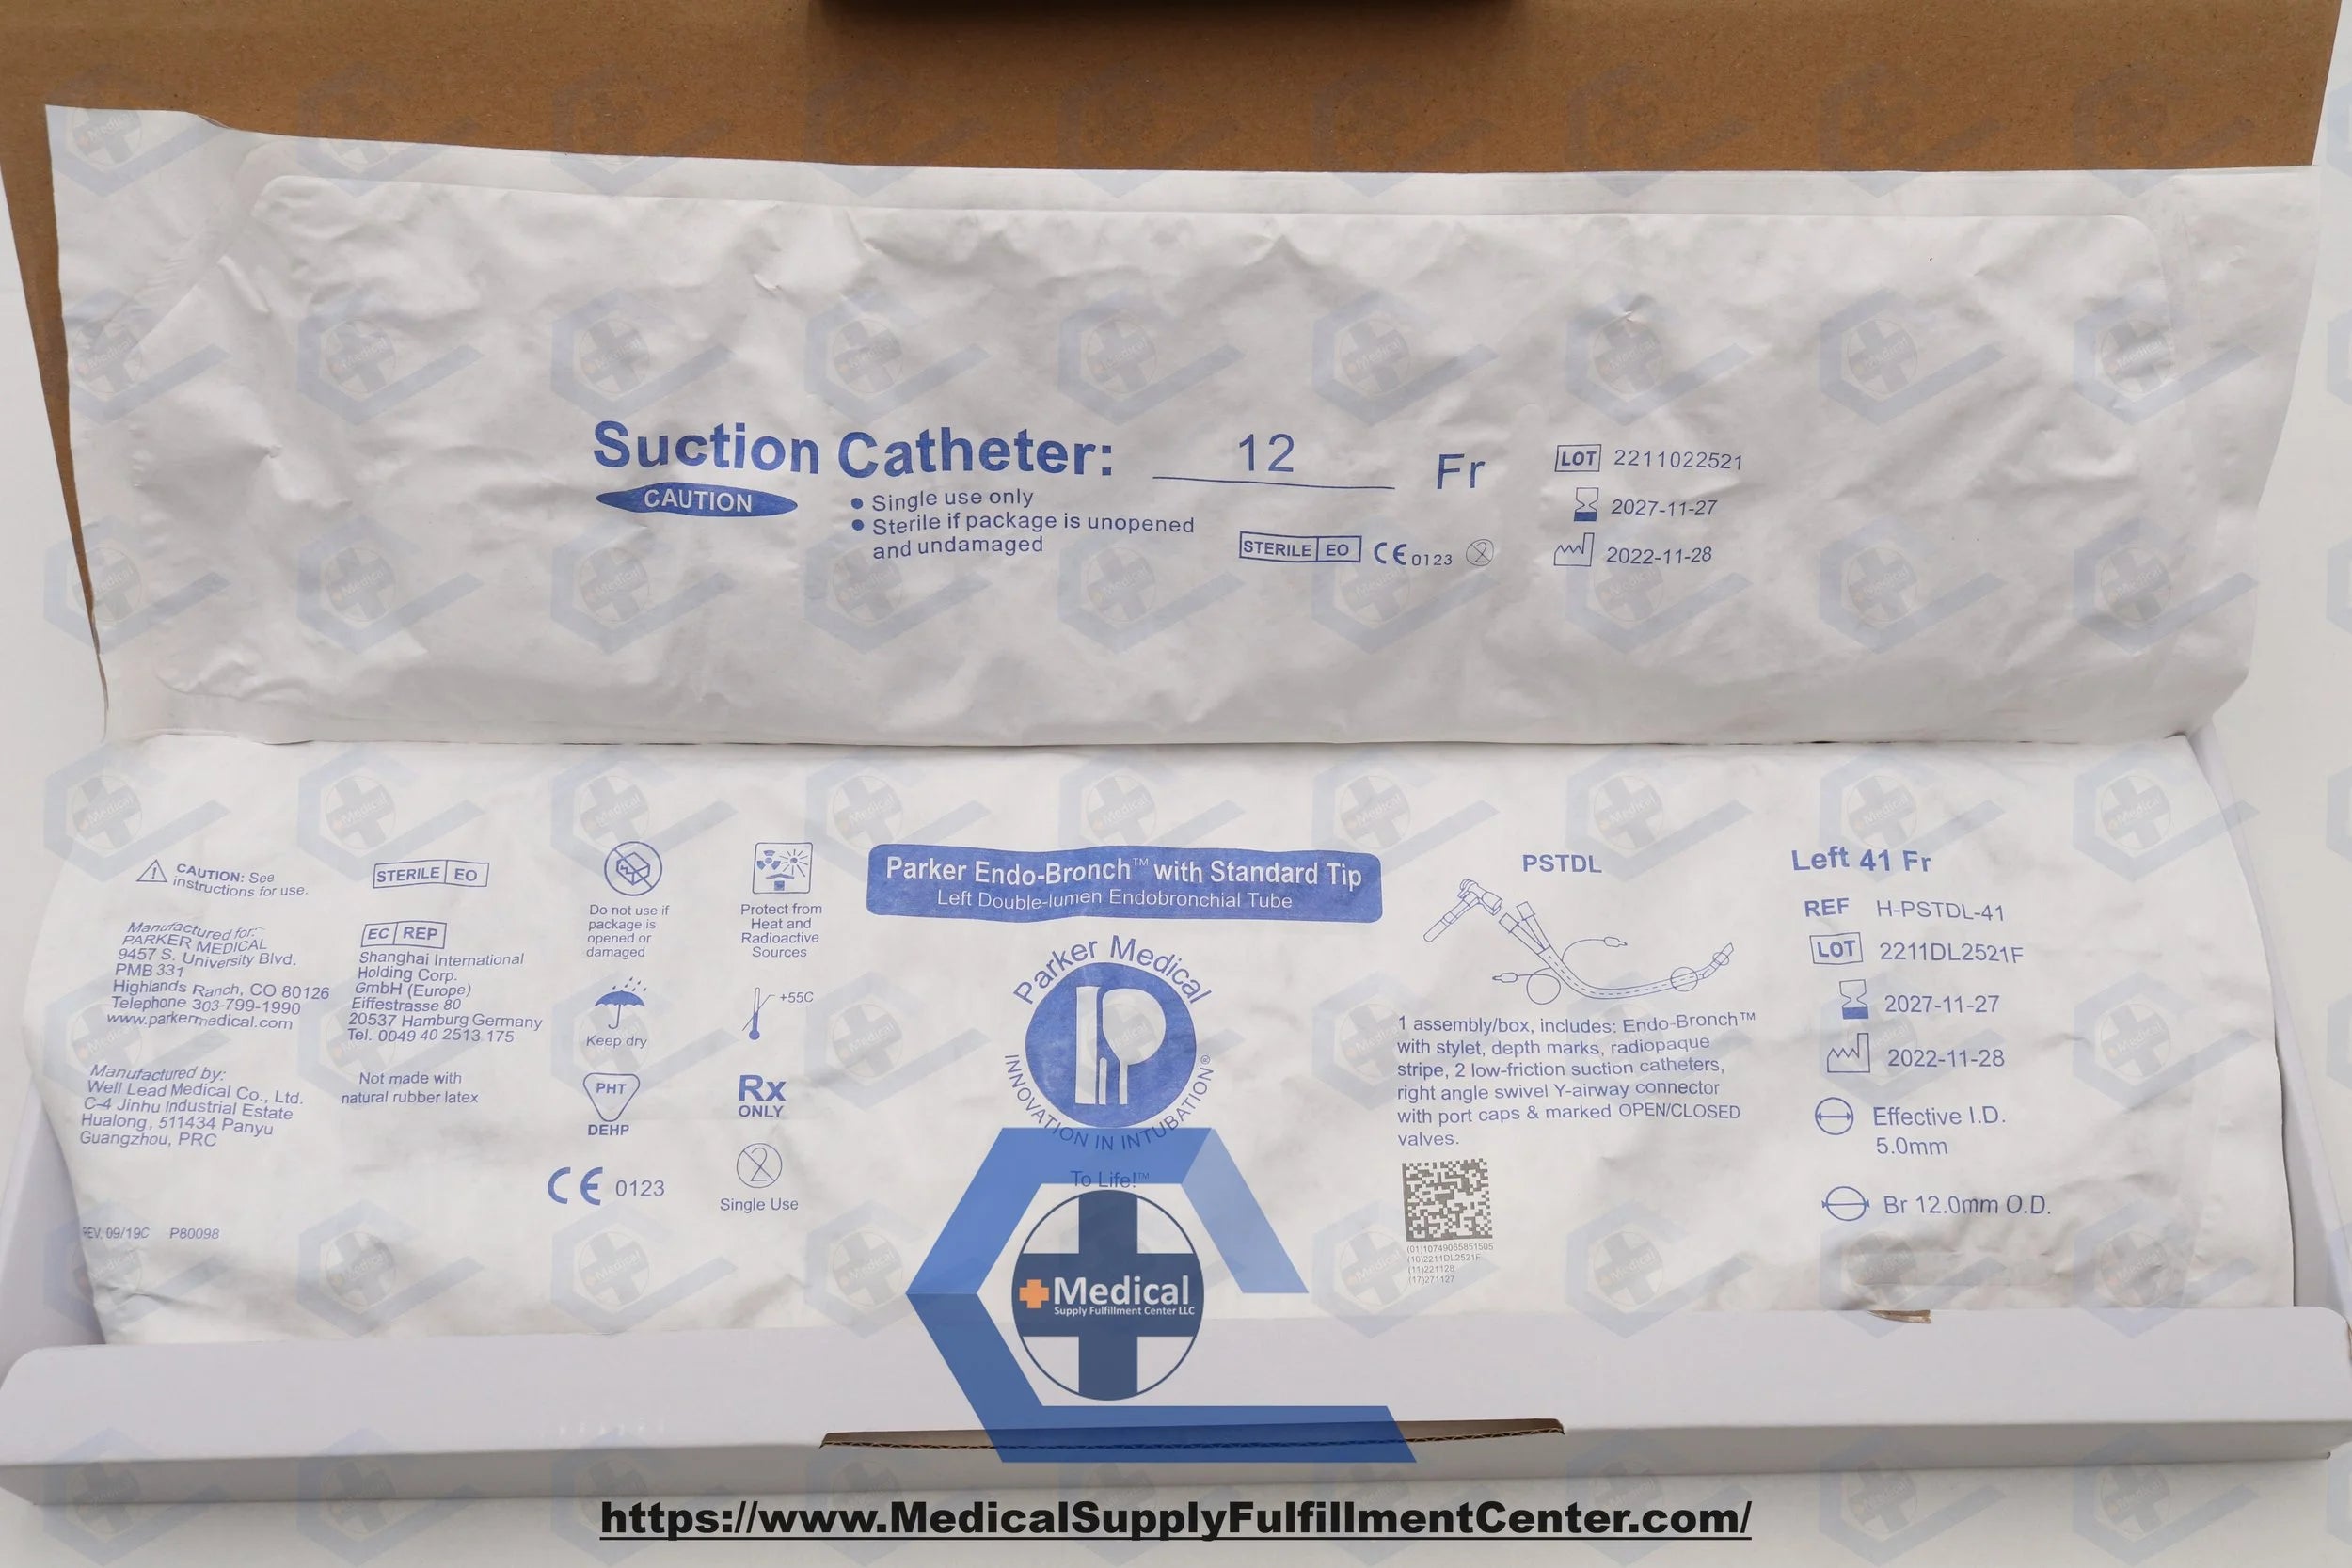 Suction Catheter: 12 Fr
CAUTION
• Single use only
• Sterile if package is unopened
and undamaged
STERILE EO CE 0123 2
LOT 2211022521
2027-11-27
2022-11-28
CAUTION: See
instructions for use.
Manufactured for:
PARKER MEDICAL
9457 S. University Blvd.
PMB 331
Highlands Ranch, CO 80126
Telephone 303-799-1990
www.parkermedical.com
Manufactured by:
Well Lead Medical Co., Ltd.
C-4 Jinhu Industrial Estate
Hualong, 511434 Panyu
Guangzhou, PRC
REV. 09/19C P80098
STERILE EO
EC REP
Shanghai International
Holding Corp.
GmbH (Europe)
Eiffestrasse 80
20537 Hamburg Germany
Tel. 0049 40 2513 175
Not made with
natural rubber latex
Do not use if
package is
opened or
damaged
Keep dry
PHT
DEHP
CE 0123
Protect from
Heat and
Radioactive
Sources
+55C
Rx
ONLY
2
Single Use
Parker Endo-Bronch™ with Standard Tip
Left Double-lumen Endobronchial Tube
Parker Medical
INNOVATION IN INTUBATION®
To Life!™
PSTDL
1 assembly/box, includes: Endo-Bronch™
with stylet, depth marks, radiopaque
stripe, 2 low-friction suction catheters,
right angle swivel Y-airway connector
with port caps & marked OPEN/CLOSED
valves.
(01)10749065851505
(10)2211DL2521F
(11)221128
(17)271127
Left 41 Fr
REF H-PSTDL-41
LOT 2211DL2521F
2027-11-27
2022-11-28
Effective I.D.
5.0mm
Br 12.0mm O.D.
Medical
Supply Fulfillment Center LLC
https://www.MedicalSupplyFulfillmentCenter.com/